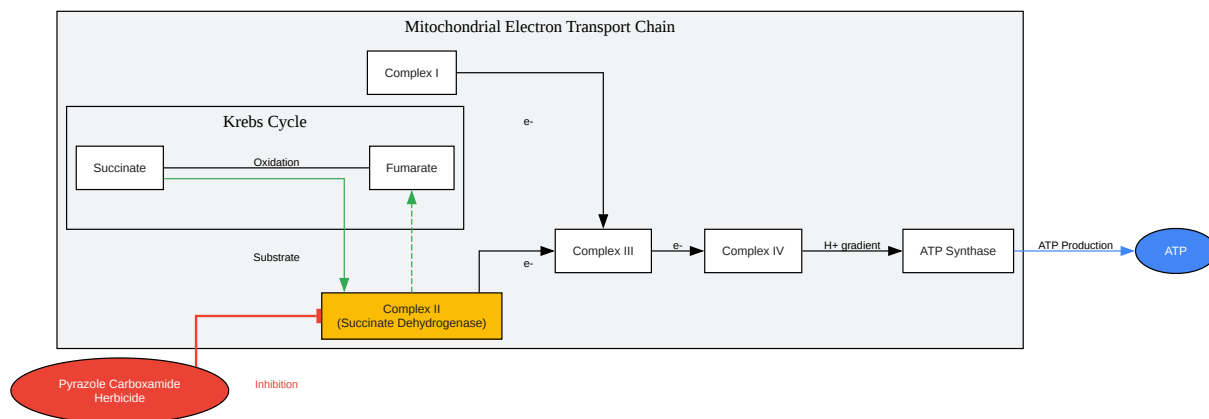 Mitochondrial Electron Transport Chain
Complex I
Krebs Cycle
e-
Succinate
Oxidation
Fumarate
Substrate
e-
Complex III
e-
Complex IV
H+ gradient
ATP Synthase
ATP Production
ATP
Complex II
(Succinate Dehydrogenase)
Pyrazole Carboxamide
Herbicide
Inhibition